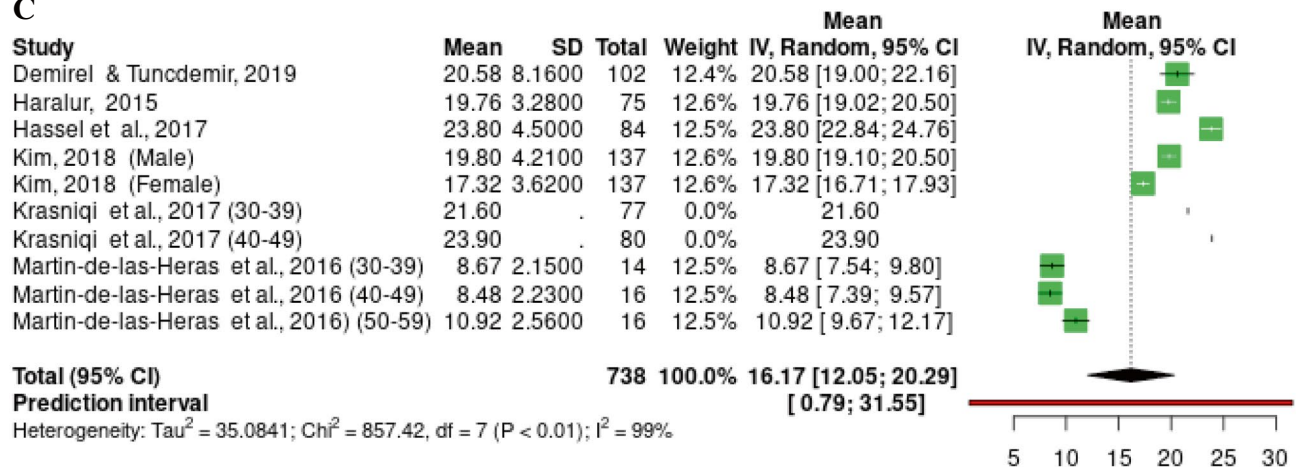 C
Mean Mean
Study Mean SD Total Weight IV, Random, 95% CI IV, Random, 95% CI
Demirel & Tuncdemir, 2019 20.58 8.1600 102 12.4% 20.58 [19.00; 22.16]
Haralur, 2015 19.76 3.2800 75 12.6% 19.76 [19.02; 20.50]
Hassel et al., 2017 23.80 4.5000 84 12.5% 23.80 [22.84; 24.76]
Kim, 2018 (Male) 19.80 4.2100 137 12.6% 19.80 [19.10; 20.50]
Kim, 2018 (Female) 17.32 3.6200 137 12.6% 17.32 [16.71; 17.93]
Krasniqi et al., 2017 (30-39) 21.60 . 77 0.0% 21.60
Krasniqi et al., 2017 (40-49) 23.90 . 80 0.0% 23.90
Martin-de-las-Heras et al., 2016 (30-39) 8.67 2.1500 14 12.5% 8.67 [ 7.54; 9.80]
Martin-de-las-Heras et al., 2016 (40-49) 8.48 2.2300 16 12.5% 8.48 [ 7.39; 9.57]
Martin-de-las-Heras et al., 2016) (50-59) 10.92 2.5600 16 12.5% 10.92 [ 9.67; 12.17]
Total (95% CI) 738 100.0% 16.17 [12.05; 20.29]
Prediction interval [ 0.79; 31.55]
Heterogeneity: Tau² = 35.0841; Chi² = 857.42, df = 7 (P < 0.01); I² = 99%
5 10 15 20 25 30